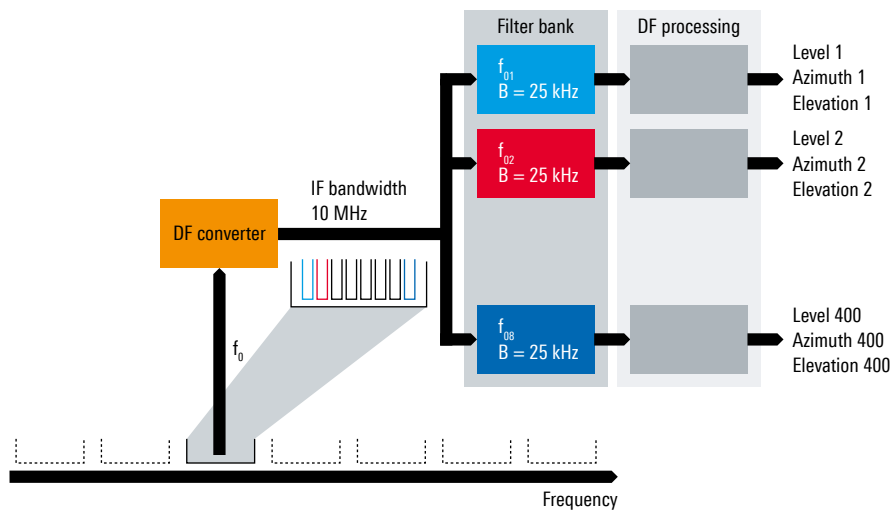 Filter bank
DF processing
f01
B = 25 kHz
Level 1
Azimuth 1
Elevation 1
f02
B = 25 kHz
Level 2
Azimuth 2
Elevation 2
IF bandwidth
10 MHz
DF converter
f08
B = 25 kHz
Level 400
Azimuth 400
Elevation 400
f0
Frequency